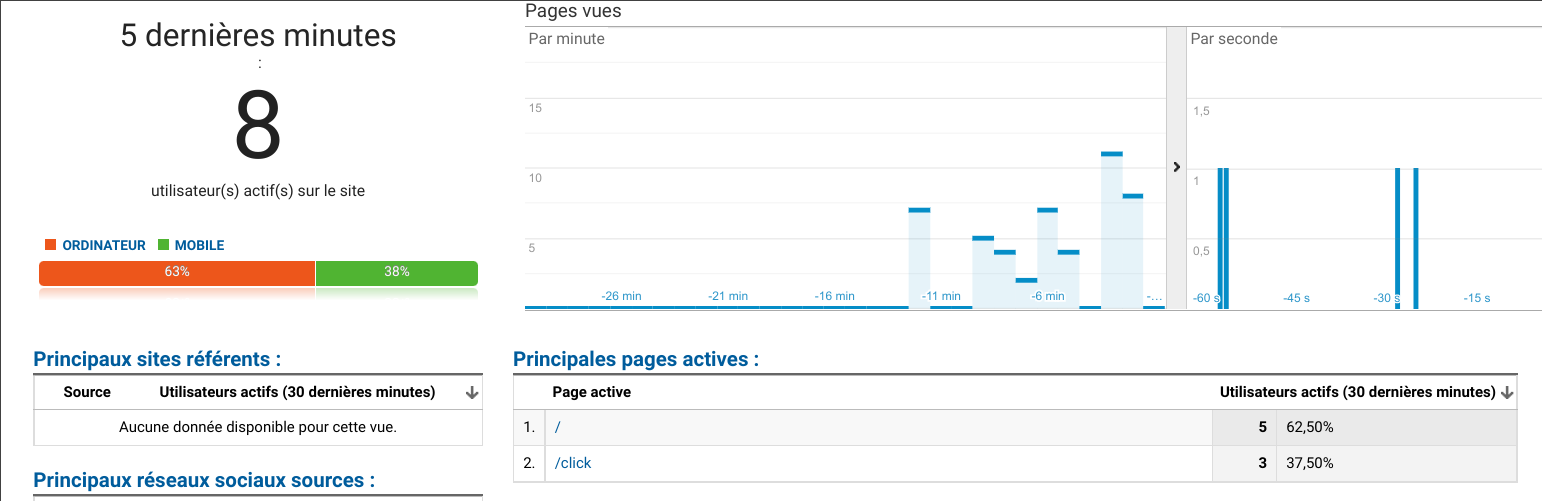 5 dernières minutes
:
8
utilisateur(s) actif(s) sur le site
ORDINATEUR MOBILE
63% 38%
Pages vues
Par minute
15
10
5
-26 min -21 min -16 min -11 min -6 min -...
Par seconde
1,5
1
0,5
-60 s -45 s -30 s -15 s
Principaux sites référents :
Source Utilisateurs actifs (30 dernières minutes)
Aucune donnée disponible pour cette vue.
Principaux réseaux sociaux sources :
Principales pages actives :
Page active Utilisateurs actifs (30 dernières minutes)
1. / 5 62,50%
2. /click 3 37,50%